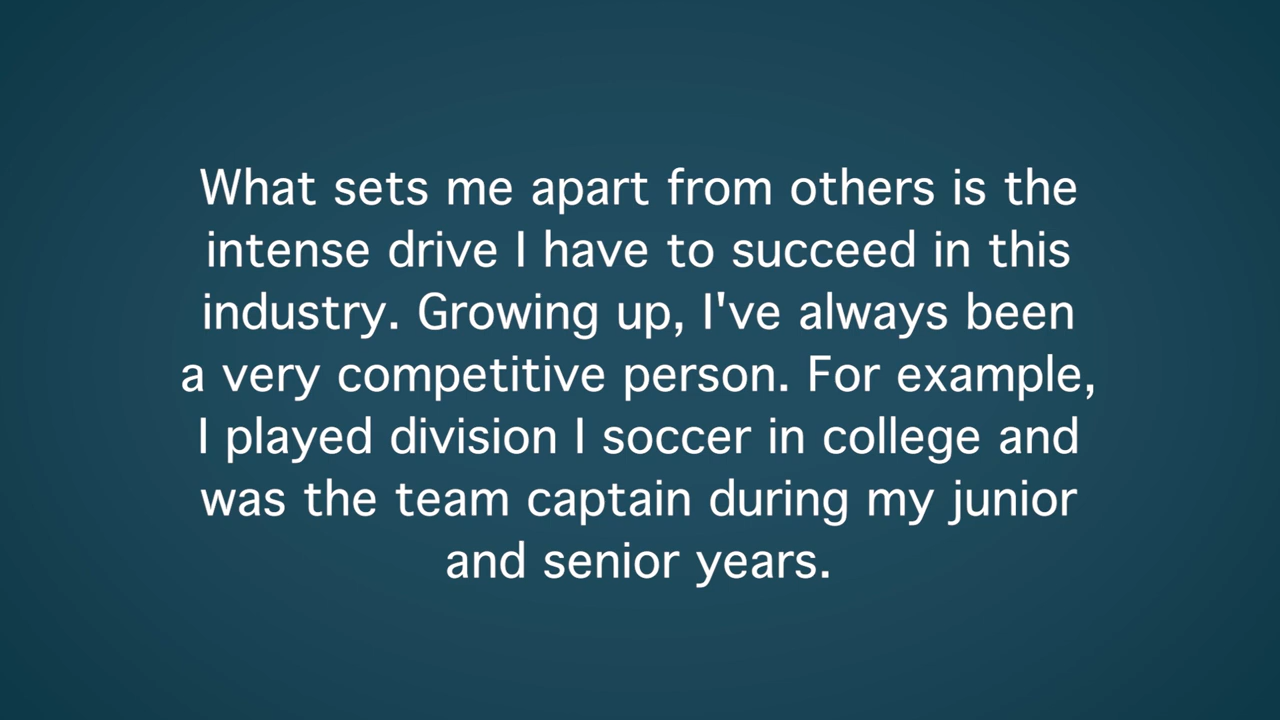 What sets me apart from others is the
intense drive I have to succeed in this
industry. Growing up, I've always been
a very competitive person. For example,
I played division I soccer in college and
was the team captain during my junior
and senior years.